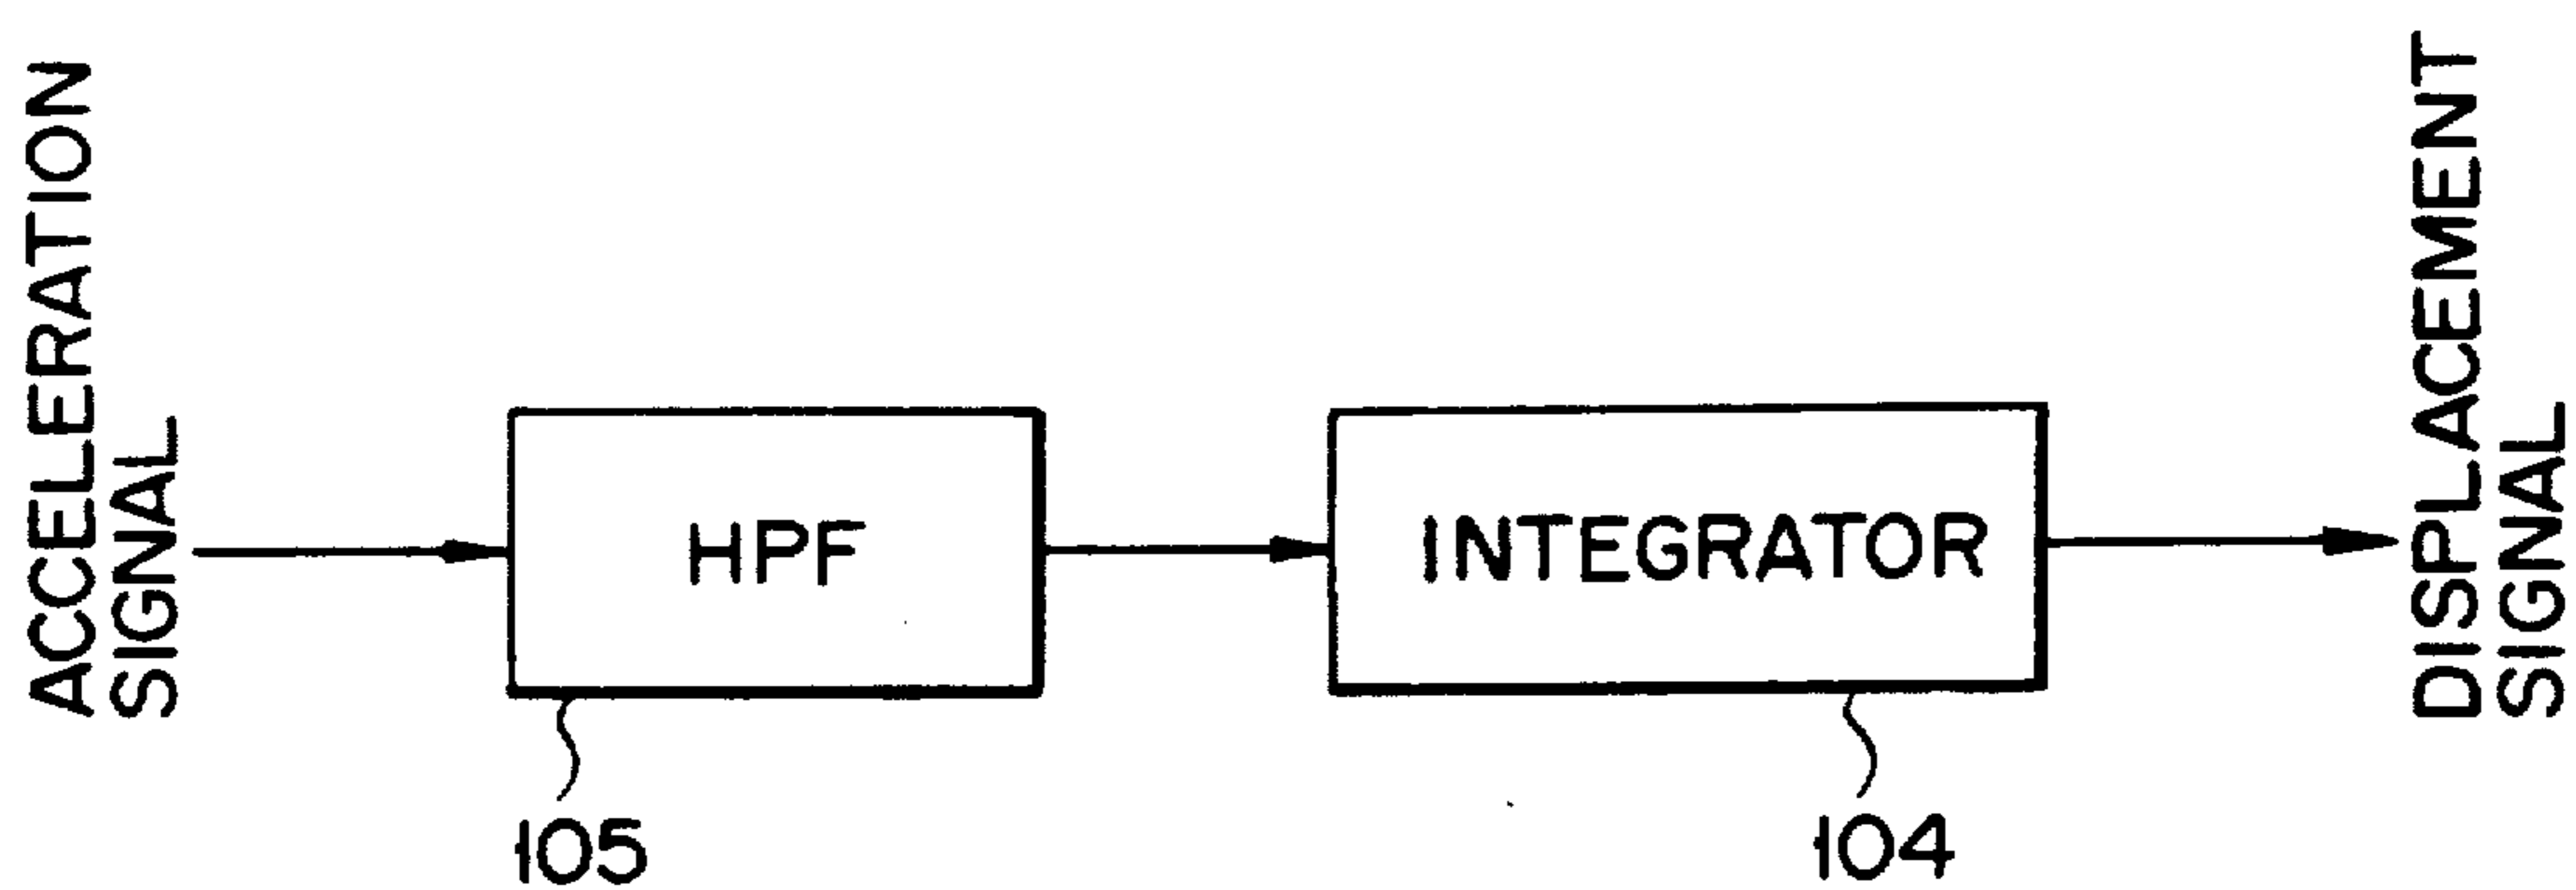 ACCELERATION
SIGNAL
HPF
INTEGRATOR
DISPLACEMENT
SIGNAL
105
104